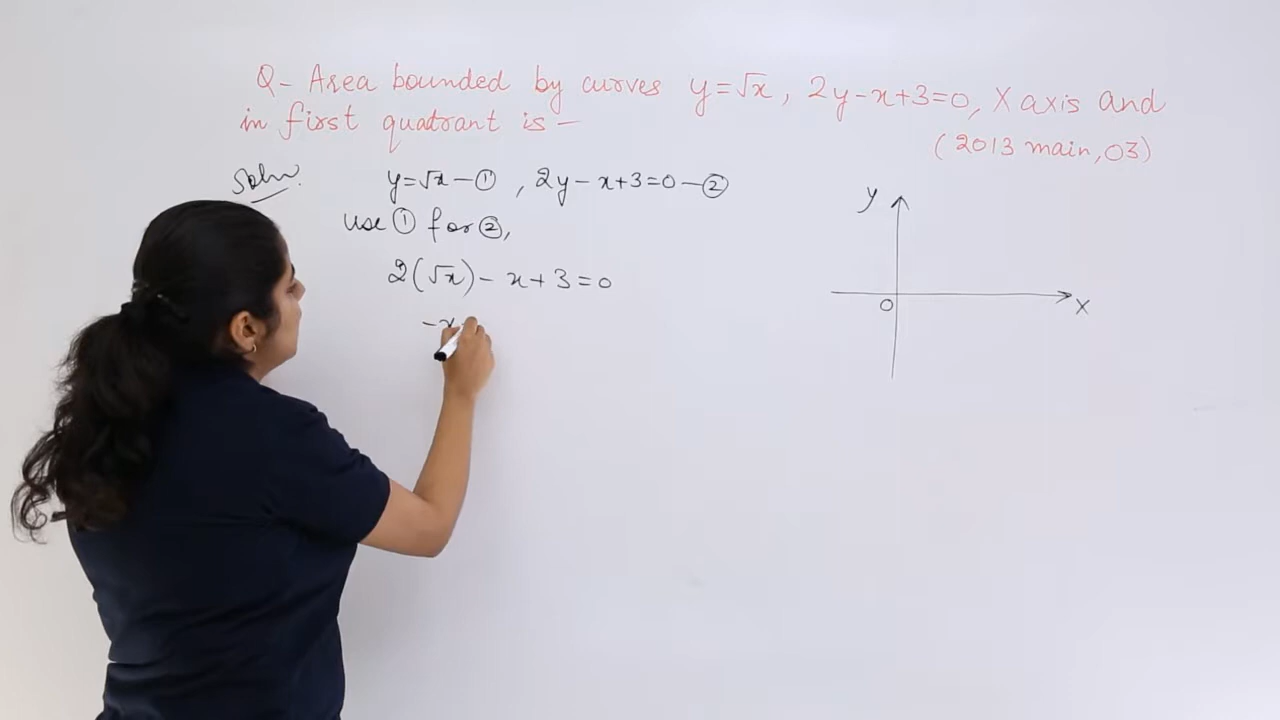 Q- Area bounded by curves y=√x, 2y-x+3=0, X axis and
in first quadrant is -
(2013 main, 03)
Soln. y=√x-①, 2y-x+3=0-②
use ① for ②,
2(√x)-x+3=0
-x
y
O
X